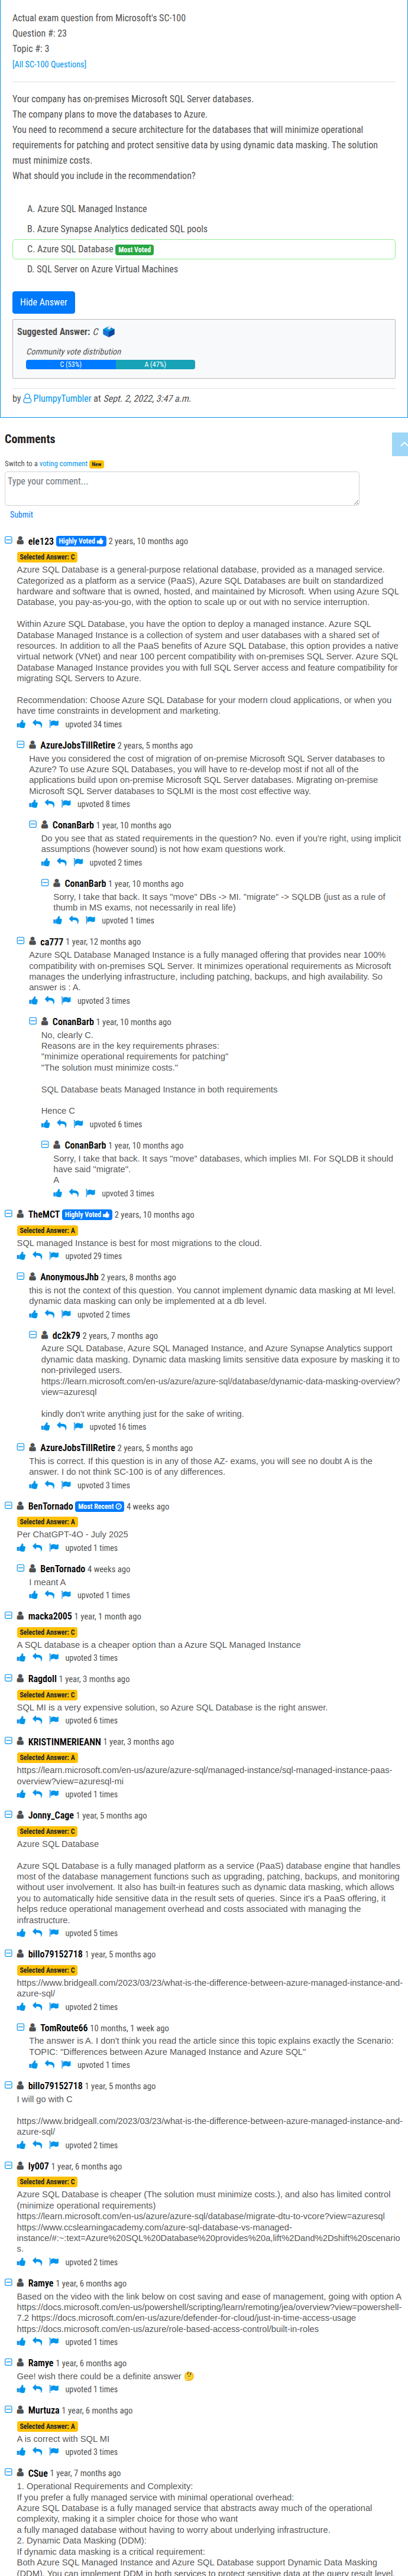 Actual exam question from Microsoft's SC-100
Question #: 23
Topic #: 3
[All SC-100 Questions]
Your company has on-premises Microsoft SQL Server databases.
The company plans to move the databases to Azure.
You need to recommend a secure architecture for the databases that will minimize operational
requirements for patching and protect sensitive data by using dynamic data masking. The solution
must minimize costs.
What should you include in the recommendation?
A. Azure SQL Managed Instance
B. Azure Synapse Analytics dedicated SQL pools
C. Azure SQL Database Most Voted
D. SQL Server on Azure Virtual Machines
Hide Answer
Suggested Answer: C
Community vote distribution
C (53%) A (47%)
by PlumpyTumbler at Sept. 2, 2022, 3:47 a.m.
Comments
Switch to a voting comment New
Type your comment...
Submit
ele123 Highly Voted 2 years, 10 months ago
Selected Answer: C
Azure SQL Database is a general-purpose relational database, provided as a managed service.
Categorized as a platform as a service (PaaS), Azure SQL Databases are built on standardized
hardware and software that is owned, hosted, and maintained by Microsoft. When using Azure SQL
Database, you pay-as-you-go, with the option to scale up or out with no service interruption.
Within Azure SQL Database, you have the option to deploy a managed instance. Azure SQL
Database Managed Instance is a collection of system and user databases with a shared set of
resources. In addition to all the PaaS benefits of Azure SQL Database, this option provides a native
virtual network (VNet) and near 100 percent compatibility with on-premises SQL Server. Azure SQL
Database Managed Instance provides you with full SQL Server access and feature compatibility for
migrating SQL Servers to Azure.
Recommendation: Choose Azure SQL Database for your modern cloud applications, or when you
have time constraints in development and marketing.
upvoted 34 times
AzureJobsTillRetire 2 years, 5 months ago
Have you considered the cost of migration of on-premise Microsoft SQL Server databases to
Azure? To use Azure SQL Databases, you will have to re-develop most if not all of the
applications build upon on-premise Microsoft SQL Server databases. Migrating on-premise
Microsoft SQL Server databases to SQLMI is the most cost effective way.
upvoted 8 times
ConanBarb 1 year, 10 months ago
Do you see that as stated requirements in the question? No. even if you're right, using implicit
assumptions (however sound) is not how exam questions work.
upvoted 2 times
ConanBarb 1 year, 10 months ago
Sorry, I take that back. It says "move" DBs -> MI. "migrate" -> SQLDB (just as a rule of
thumb in MS exams, not necessarily in real life)
upvoted 1 times
ca777 1 year, 12 months ago
Azure SQL Database Managed Instance is a fully managed offering that provides near 100%
compatibility with on-premises SQL Server. It minimizes operational requirements as Microsoft
manages the underlying infrastructure, including patching, backups, and high availability. So
answer is : A.
upvoted 3 times
ConanBarb 1 year, 10 months ago
No, clearly C.
Reasons are in the key requirements phrases:
"minimize operational requirements for patching"
"The solution must minimize costs."
SQL Database beats Managed Instance in both requirements
Hence C
upvoted 6 times
ConanBarb 1 year, 10 months ago
Sorry, I take that back. It says "move" databases, which implies MI. For SQLDB it should
have said "migrate".
A
upvoted 3 times
TheMCT Highly Voted 2 years, 10 months ago
Selected Answer: A
SQL managed Instance is best for most migrations to the cloud.
upvoted 29 times
AnonymousJhb 2 years, 8 months ago
this is not the context of this question. You cannot implement dynamic data masking at MI level.
dynamic data masking can only be implemented at a db level.
upvoted 2 times
dc2k79 2 years, 7 months ago
Azure SQL Database, Azure SQL Managed Instance, and Azure Synapse Analytics support
dynamic data masking. Dynamic data masking limits sensitive data exposure by masking it to
non-privileged users.
https://learn.microsoft.com/en-us/azure/azure-sql/database/dynamic-data-masking-overview?
view=azuresql
kindly don't write anything just for the sake of writing.
upvoted 16 times
AzureJobsTillRetire 2 years, 5 months ago
This is correct. If this question is in any of those AZ- exams, you will see no doubt A is the
answer. I do not think SC-100 is of any differences.
upvoted 3 times
BenTornado Most Recent 4 weeks ago
Selected Answer: A
Per ChatGPT-4O - July 2025
upvoted 1 times
BenTornado 4 weeks ago
I meant A
upvoted 1 times
macka2005 1 year, 1 month ago
Selected Answer: C
A SQL database is a cheaper option than a Azure SQL Managed Instance
upvoted 3 times
Ragdoll 1 year, 3 months ago
Selected Answer: C
SQL MI is a very expensive solution, so Azure SQL Database is the right answer.
upvoted 6 times
KRISTINMERIEANN 1 year, 3 months ago
Selected Answer: A
https://learn.microsoft.com/en-us/azure/azure-sql/managed-instance/sql-managed-instance-paas-
overview?view=azuresql-mi
upvoted 1 times
Jonny_Cage 1 year, 5 months ago
Selected Answer: C
Azure SQL Database
Azure SQL Database is a fully managed platform as a service (PaaS) database engine that handles
most of the database management functions such as upgrading, patching, backups, and monitoring
without user involvement. It also has built-in features such as dynamic data masking, which allows
you to automatically hide sensitive data in the result sets of queries. Since it's a PaaS offering, it
helps reduce operational management overhead and costs associated with managing the
infrastructure.
upvoted 5 times
billo79152718 1 year, 5 months ago
Selected Answer: C
https://www.bridgeall.com/2023/03/23/what-is-the-difference-between-azure-managed-instance-and-
azure-sql/
upvoted 2 times
TomRoute66 10 months, 1 week ago
The answer is A. I don't think you read the article since this topic explains exactly the Scenario:
TOPIC: "Differences between Azure Managed Instance and Azure SQL"
upvoted 1 times
billo79152718 1 year, 5 months ago
I will go with C
https://www.bridgeall.com/2023/03/23/what-is-the-difference-between-azure-managed-instance-and-
azure-sql/
upvoted 2 times
ly007 1 year, 6 months ago
Selected Answer: C
Azure SQL Database is cheaper (The solution must minimize costs.), and also has limited control
(minimize operational requirements)
https://learn.microsoft.com/en-us/azure/azure-sql/database/migrate-dtu-to-vcore?view=azuresql
https://www.ccslearningacademy.com/azure-sql-database-vs-managed-
instance/#:~:text=Azure%20SQL%20Database%20provides%20a,lift%2Dand%2Dshift%20scenario
s.
upvoted 2 times
Ramye 1 year, 6 months ago
Based on the video with the link below on cost saving and ease of management, going with option A
https://docs.microsoft.com/en-us/powershell/scripting/learn/remoting/jea/overview?view=powershell-
7.2 https://docs.microsoft.com/en-us/azure/defender-for-cloud/just-in-time-access-usage
https://docs.microsoft.com/en-us/azure/role-based-access-control/built-in-roles
upvoted 1 times
Ramye 1 year, 6 months ago
Gee! wish there could be a definite answer 🤔
upvoted 1 times
Murtuza 1 year, 6 months ago
Selected Answer: A
A is correct with SQL MI
upvoted 3 times
CSue 1 year, 7 months ago
1. Operational Requirements and Complexity:
If you prefer a fully managed service with minimal operational overhead:
Azure SQL Database is a fully managed service that abstracts away much of the operational
complexity, making it a simpler choice for those who want
a fully managed database without having to worry about underlying infrastructure.
2. Dynamic Data Masking (DDM):
If dynamic data masking is a critical requirement:
Both Azure SQL Managed Instance and Azure SQL Database support Dynamic Data Masking
(DDM). You can implement DDM in both services to protect sensitive data at the query result level.